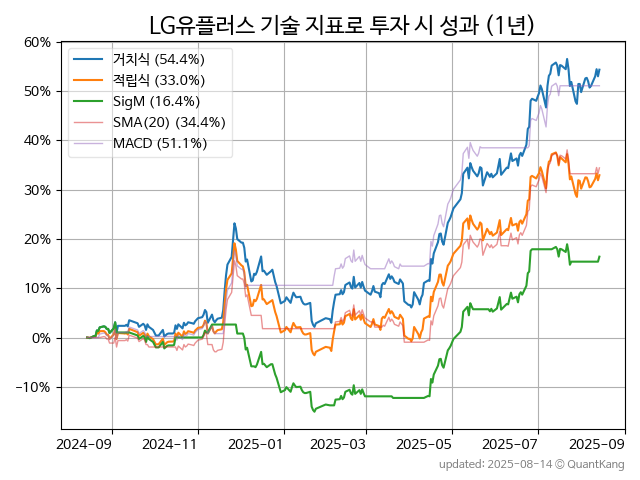 LG유플러스 기술 지표로 투자 시 성과 (1년)
60%
50%
40%
30%
20%
10%
0%
−10%
거치식 (54.4%)
적립식 (33.0%)
SigM (16.4%)
SMA(20) (34.4%)
MACD (51.1%)
2024-09 2024-11 2025-01 2025-03 2025-05 2025-07 2025-09
updated: 2025-08-14 © QuantKang